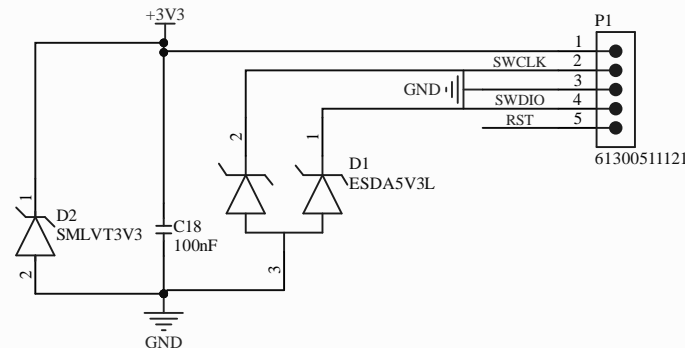 +3V3
P1
1
SWCLK 2
GND 3
SWDIO 4
RST 5
61300511121
2
1
D1
ESDA5V3L
1
D2
SMLVT3V3
C18
100nF
2
3
GND